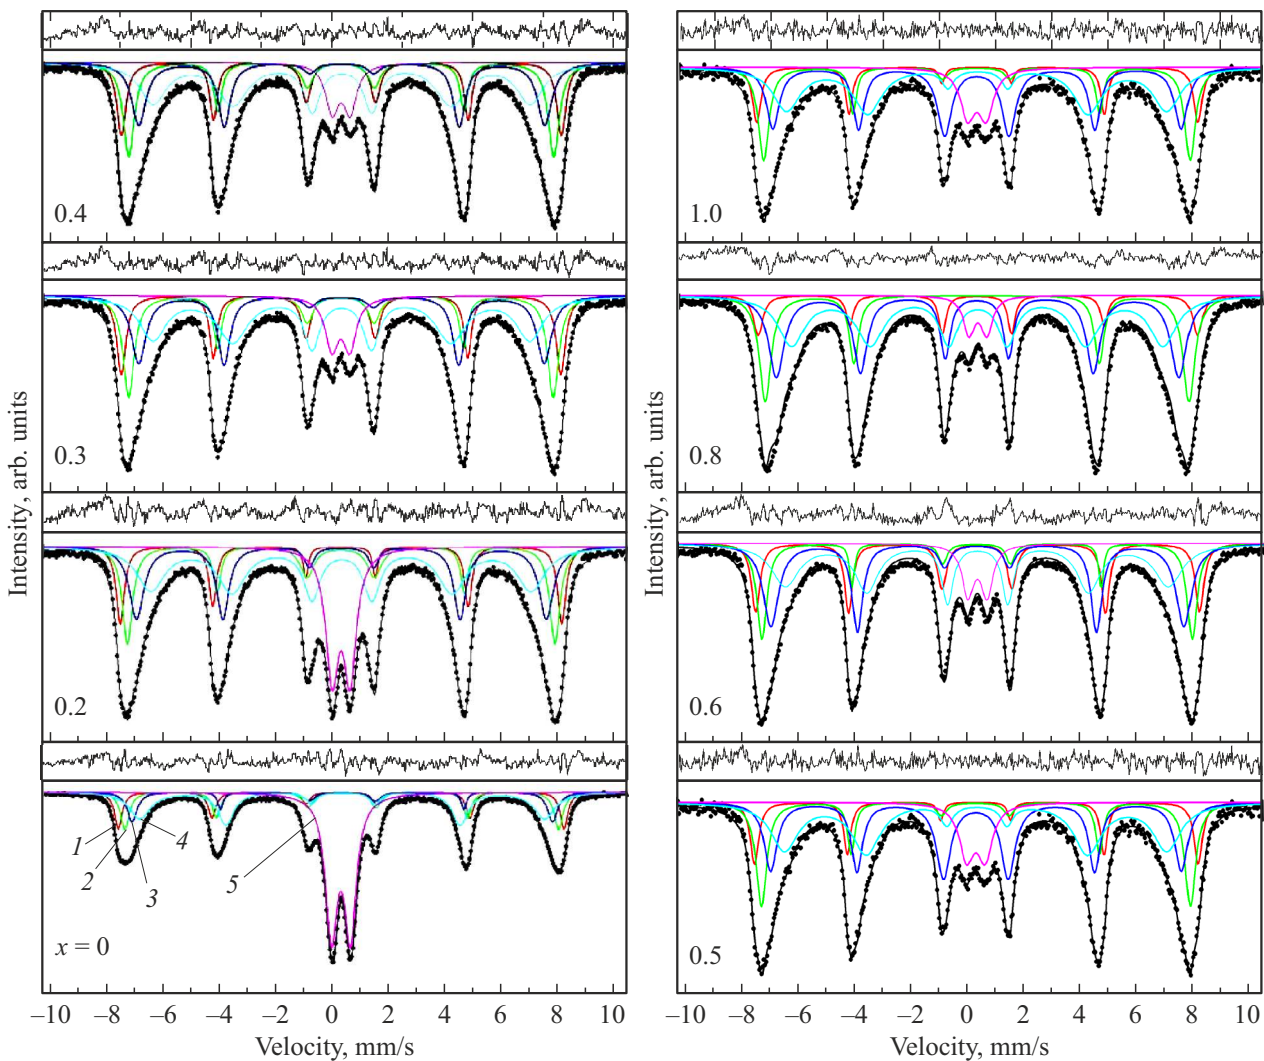 Intensity, arb. units
0.4
0.3
0.2
1
2
3
4
5
x = 0
–10 –8 –6 –4 –2 0 2 4 6 8 10
Velocity, mm/s
Intensity, arb. units
1.0
0.8
0.6
0.5
–10 –8 –6 –4 –2 0 2 4 6 8 10
Velocity, mm/s